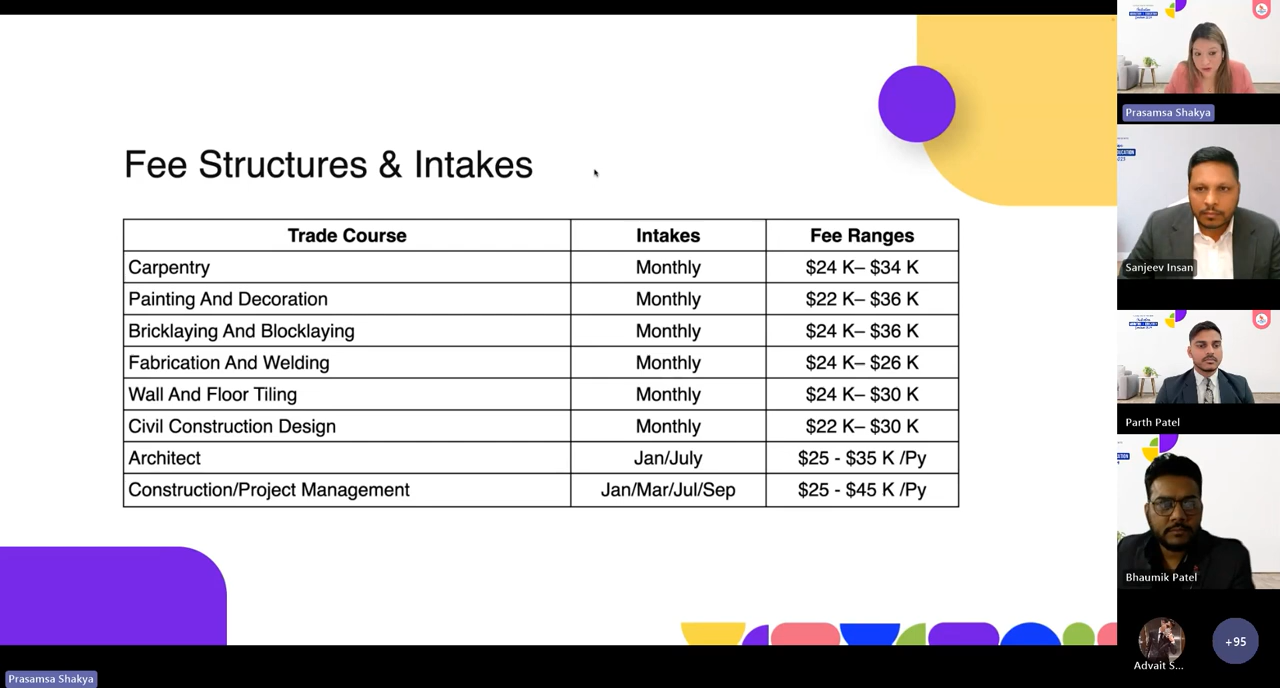 Fee Structures & Intakes
Trade Course Intakes Fee Ranges
Carpentry Monthly $24 K– $34 K
Painting And Decoration Monthly $22 K– $36 K
Bricklaying And Blocklaying Monthly $24 K– $36 K
Fabrication And Welding Monthly $24 K– $26 K
Wall And Floor Tiling Monthly $24 K– $30 K
Civil Construction Design Monthly $22 K– $30 K
Architect Jan/July $25 - $35 K /Py
Construction/Project Management Jan/Mar/Jul/Sep $25 - $45 K /Py
Prasamsa Shakya
Prasamsa Shakya
Sanjeev Insan
Parth Patel
Bhaumik Patel
Advait S...
+95